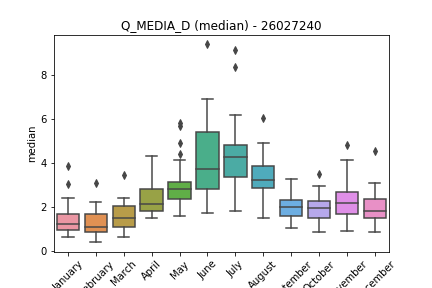 Q_MEDIA_D (median) - 26027240
median
8
6
4
2
0
January
bruary
March
April
May
June
July
August
tember
October
vember
cember